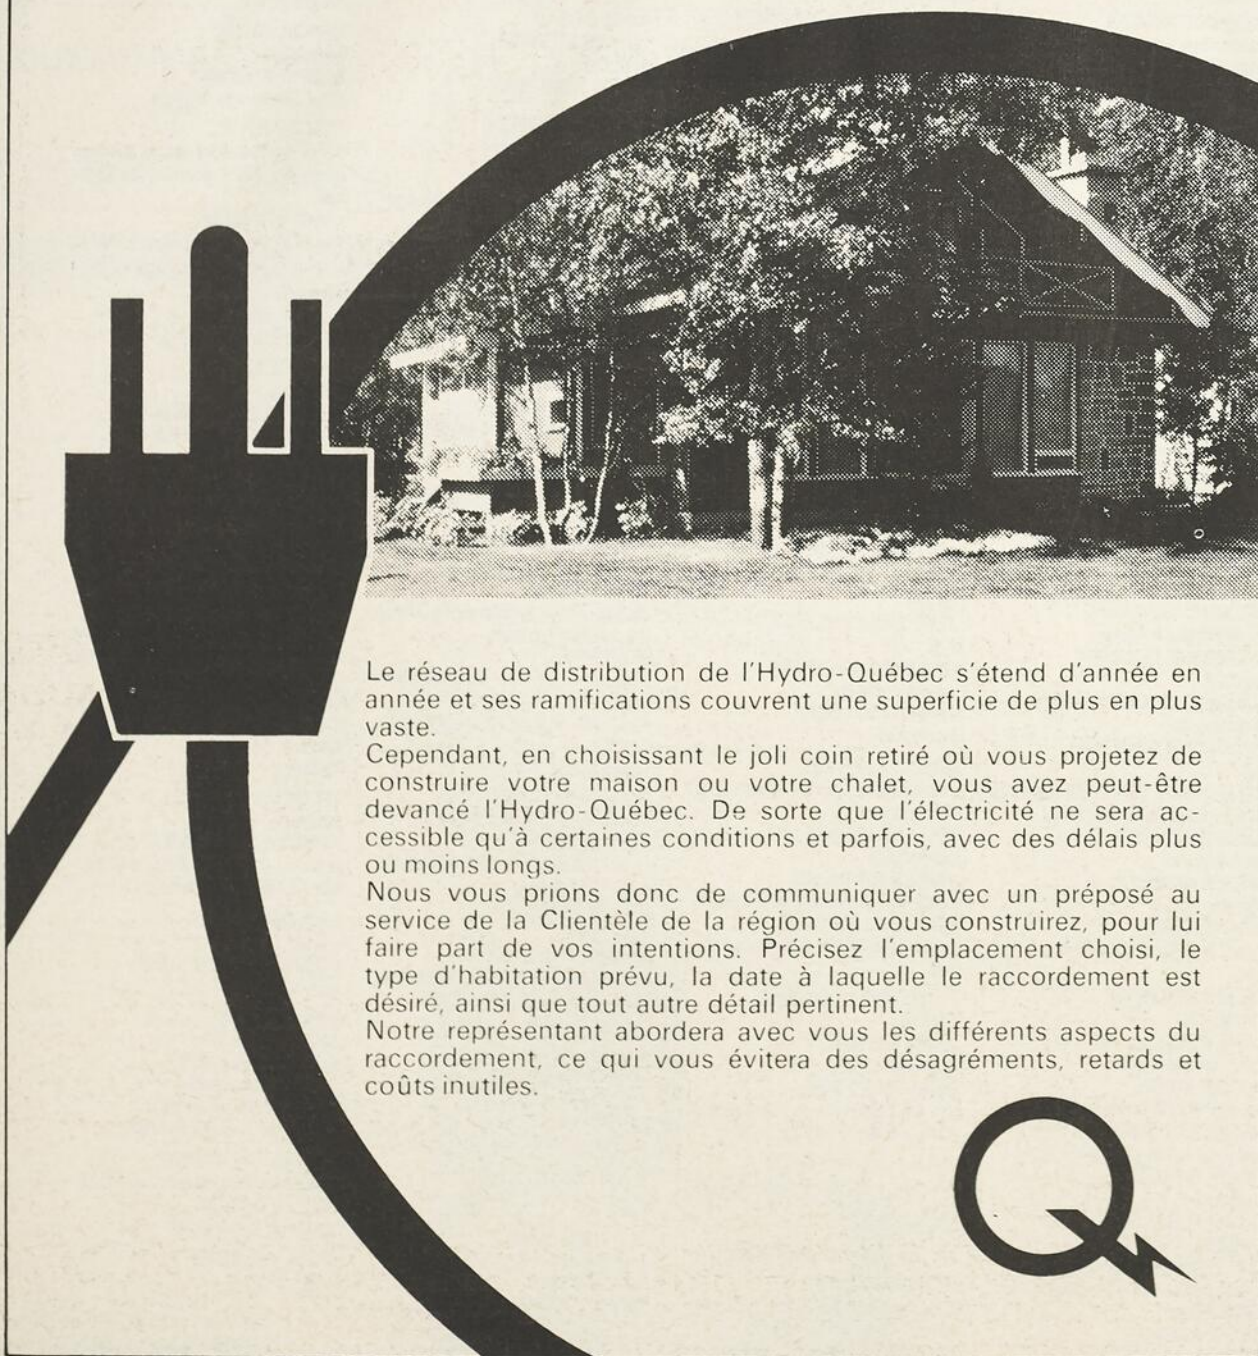 Le réseau de distribution de l'Hydro-Québec s'étend d'année en
année et ses ramifications couvrent une superficie de plus en plus
vaste.
Cependant, en choisissant le joli coin retiré où vous projetez de
construire votre maison ou votre chalet, vous avez peut-être
devancé l'Hydro-Québec. De sorte que l'électricité ne sera ac-
cessible qu'à certaines conditions et parfois, avec des délais plus
ou moins longs.
Nous vous prions donc de communiquer avec un préposé au
service de la Clientèle de la région où vous construirez, pour lui
faire part de vos intentions. Précisez l'emplacement choisi, le
type d'habitation prévu, la date à laquelle le raccordement est
désiré, ainsi que tout autre détail pertinent.
Notre représentant abordera avec vous les différents aspects du
raccordement, ce qui vous évitera des désagréments, retards et
coûts inutiles.